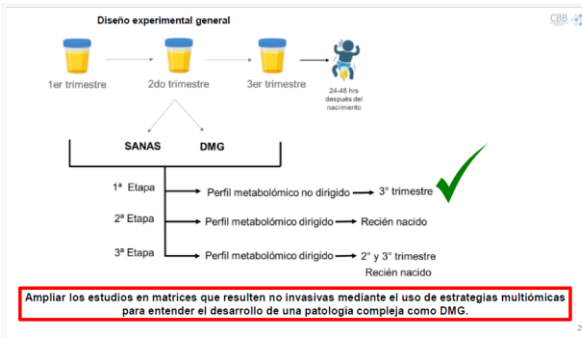 Diseño experimental general
CBB
1er trimestre
2do trimestre
3er trimestre
24-48 hrs
después del
nacimiento
SANAS
DMG
1ª Etapa
Perfil metabolómico no dirigido
3° trimestre
2ª Etapa
Perfil metabolómico dirigido
Recién nacido
3ª Etapa
Perfil metabolómico dirigido
2° y 3° trimestre
Recién nacido
Ampliar los estudios en matrices que resulten no invasivas mediante el uso de estrategias multiómicas
para entender el desarrollo de una patología compleja como DMG.